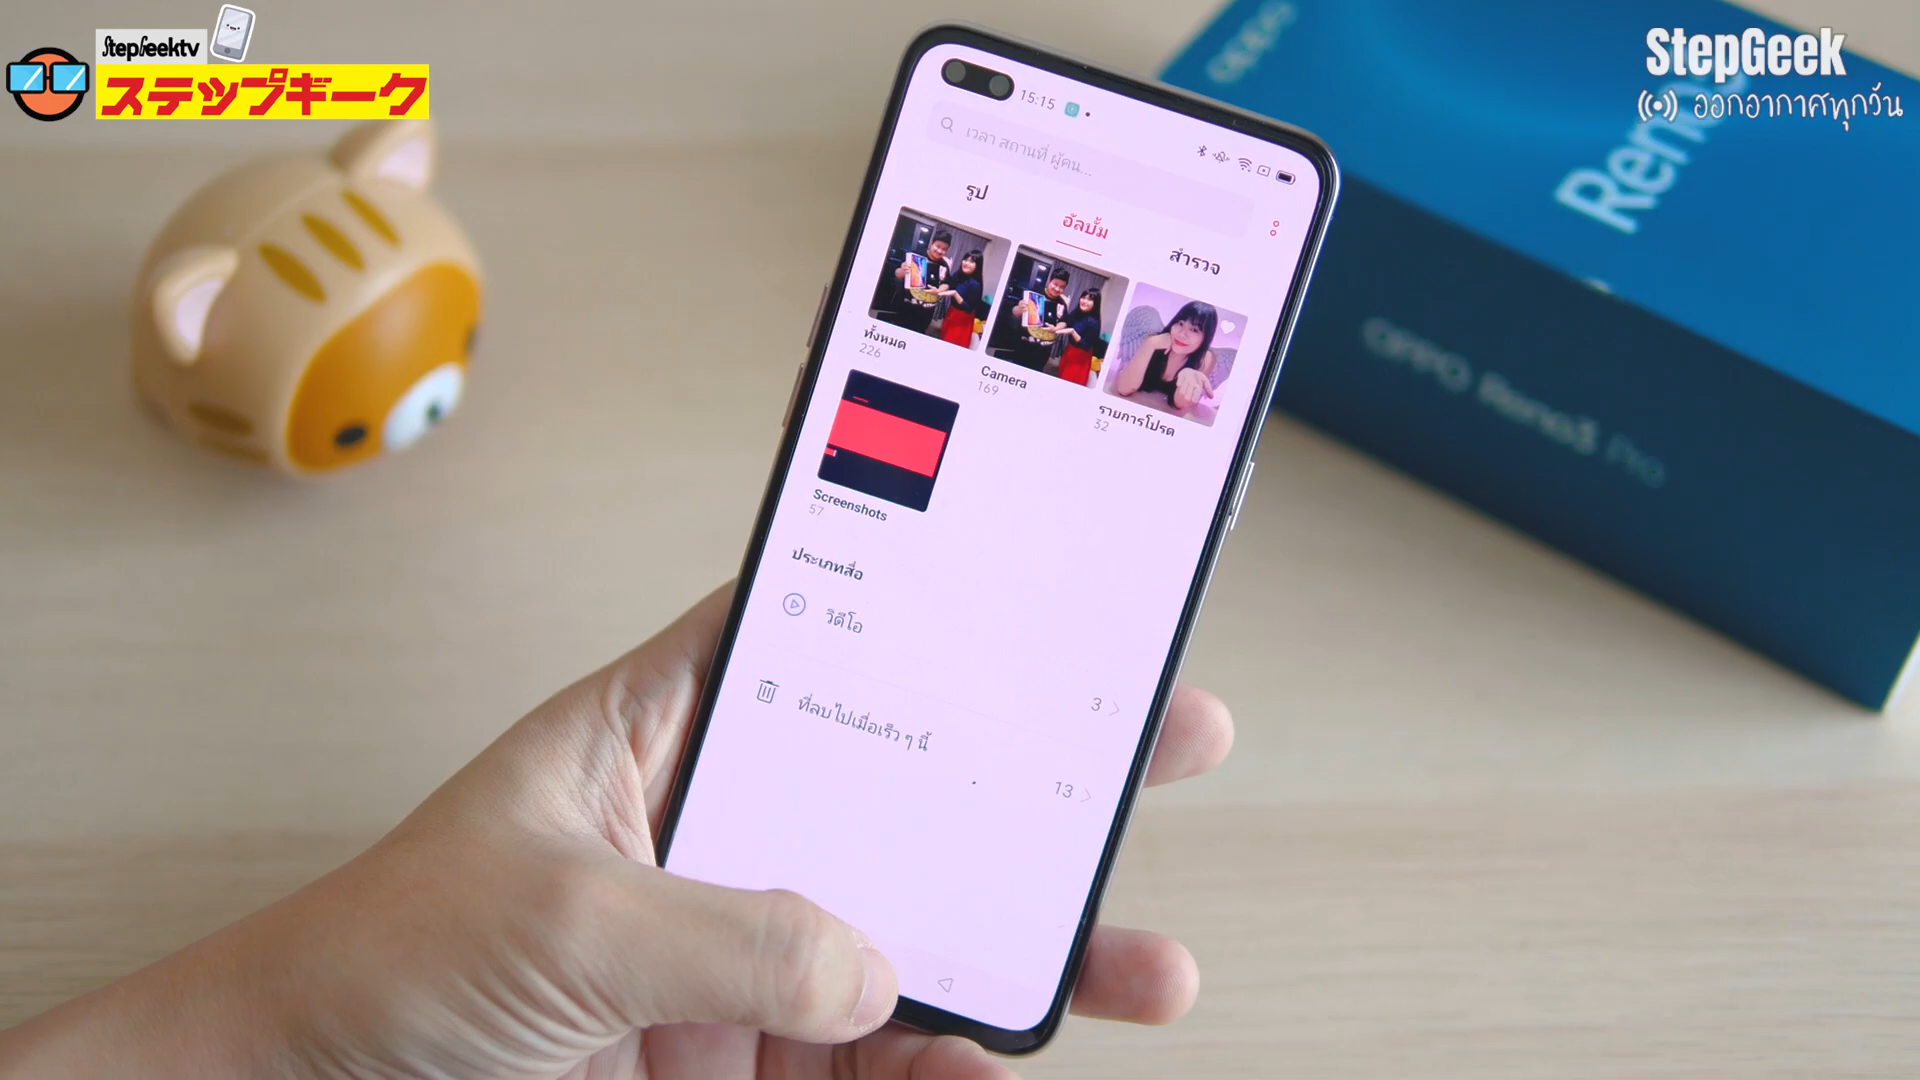 StepGeektv
ステップギーク
StepGeek
ออกอากาศทุกวัน
OPPO
Reno
OPPO Reno3 Pro
15:15
เวลา สถานที่ ผู้คน...
รูป
อัลบั้ม
สำรวจ
ทั้งหมด
226
Camera
169
รายการโปรด
32
Screenshots
57
ประเภทสื่อ
วิดีโอ
3
ที่ลบไปเมื่อเร็วๆ นี้
13